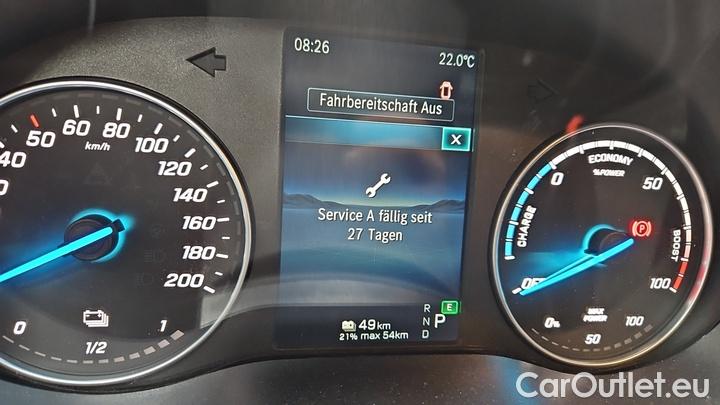 08:26
22.0°C
Fahrbereitschaft Aus
X
Service A fällig seit
27 Tagen
R
N
D
E
P
49km
21% max 54km
40
50
60
80
100
120
140
160
180
200
km/h
0
1/2
1
CHARGE
0
ECONOMY
%POWER
50
BOOST
100
OFF
(P)
0%
MAX
POWER
50
100
CarOutlet.eu